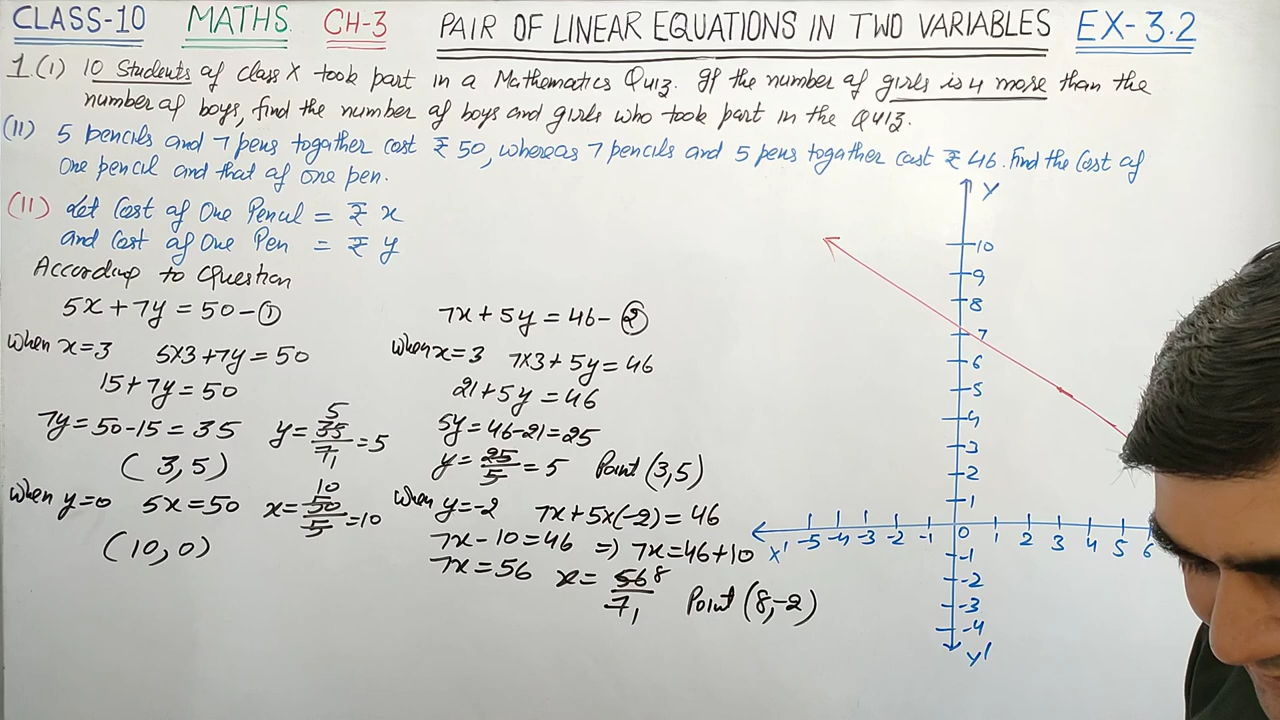 CLASS-10 MATHS. CH-3 PAIR OF LINEAR EQUATIONS IN TWO VARIABLES EX-3.2
1.(i) 10 Students of class X took part in a Mathematics Quiz. If the number of girls is 4 more than the
number of boys, find the number of boys and girls who took part in the Quiz.
(II) 5 pencils and 7 pens togather cost ₹ 50, whereas 7 pencils and 5 pens togather cost ₹ 46. Find the Cost of
One pencil and that of one pen.
(II) Let Cost of One Pencil = ₹ x
and Cost of One Pen = ₹ y
According to Question
5x + 7y = 50 - ①
When x=3 5×3+7y = 50
15+7y = 50
7y = 50-15 = 35 y = 35/7 = 5
5
1
(3,5)
When y=0 5x = 50 x = 50/5 = 10
10
(10,0)
7x + 5y = 46 - ②
When x=3 7×3 + 5y = 46
21+5y = 46
5y = 46-21 = 25
y = 25/5 = 5 Point (3,5)
When y=-2 7x + 5×(-2) = 46
7x - 10 = 46 => 7x = 46+10
7x = 56 x = 56/7
8
1
Point (8,-2)
Y
10
9
8
7
6
5
4
3
2
1
X' -5 -4 -3 -2 -1 0 1 2 3 4 5 6
-1
-2
-3
-4
Y'